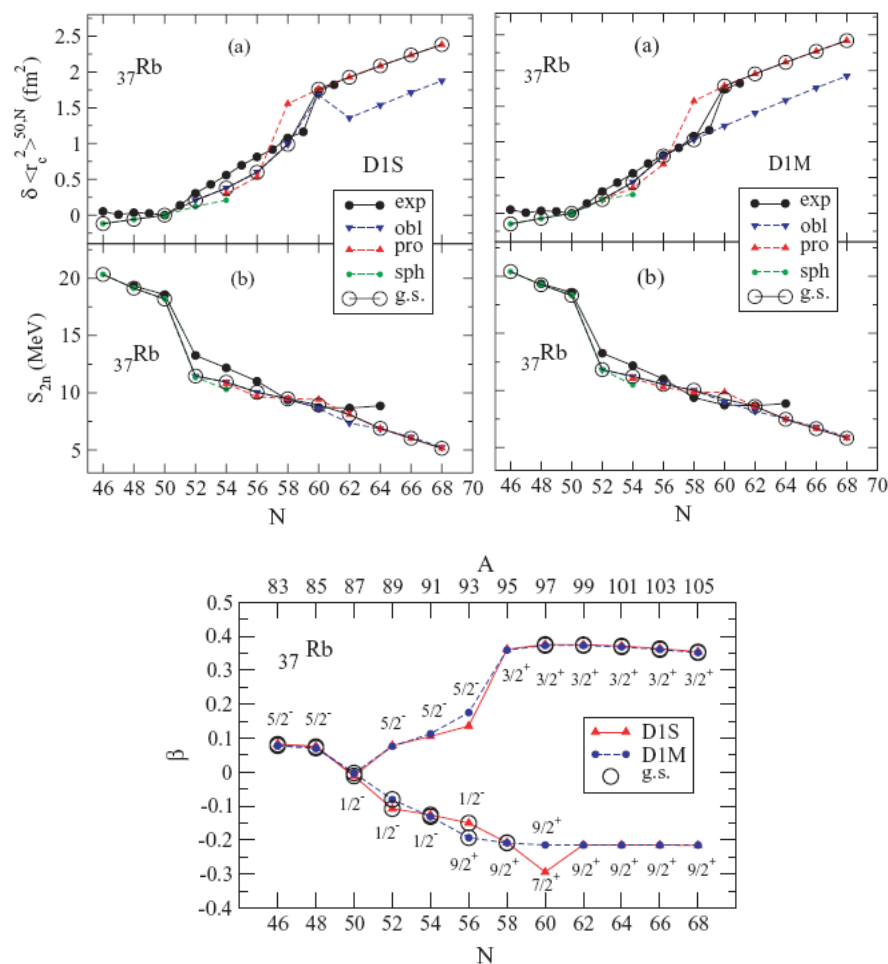 (a)
37Rb
δ <r_c^2>^50,N (fm^2)
2.5
2
1.5
1
0.5
0
D1S
exp
obl
pro
sph
g.s.
(b)
37Rb
S2n (MeV)
20
15
10
5
46 48 50 52 54 56 58 60 62 64 66 68 70
N
(a)
37Rb
D1M
exp
obl
pro
sph
g.s.
(b)
37Rb
46 48 50 52 54 56 58 60 62 64 66 68 70
N
A
83 85 87 89 91 93 95 97 99 101 103 105
37 Rb
β
0.5
0.4
0.3
0.2
0.1
0
-0.1
-0.2
-0.3
-0.4
5/2- 5/2- 5/2- 5/2- 5/2-
3/2+ 3/2+ 3/2+ 3/2+ 3/2+ 3/2+
D1S
D1M
g.s.
1/2- 1/2- 1/2- 1/2-
9/2+ 9/2+ 9/2+ 7/2+ 9/2+ 9/2+ 9/2+ 9/2+
46 48 50 52 54 56 58 60 62 64 66 68
N